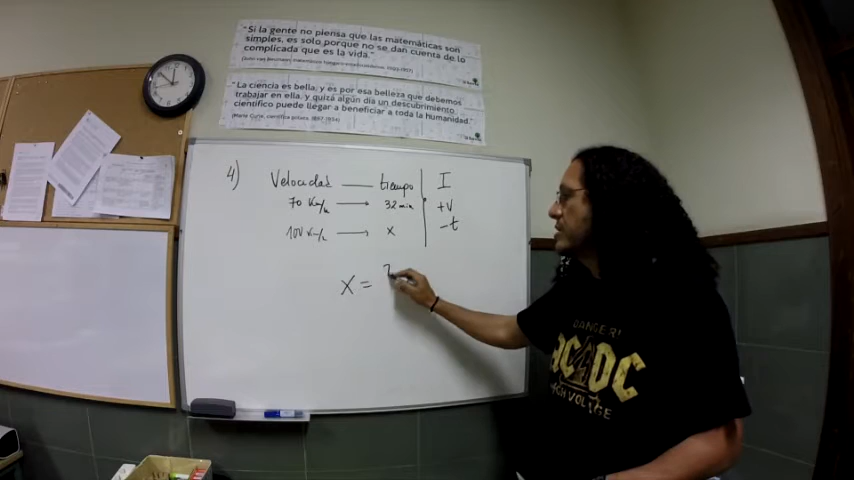 "Si la gente no piensa que las matemáticas son
simples, es solo porque no se dan cuenta de lo
complicada que es la vida."
"La ciencia es bella y es por esa belleza que debemos
trabajar en ella, y quizá algún día un descubrimiento
científico puede llegar a beneficiar a toda la humanidad."
4) Velocidad — tiempo I
70 Km/h → 32 min +V
100 Km/h → x -t
X =
DANGER!
AC/DC
HIGH VOLTAGE